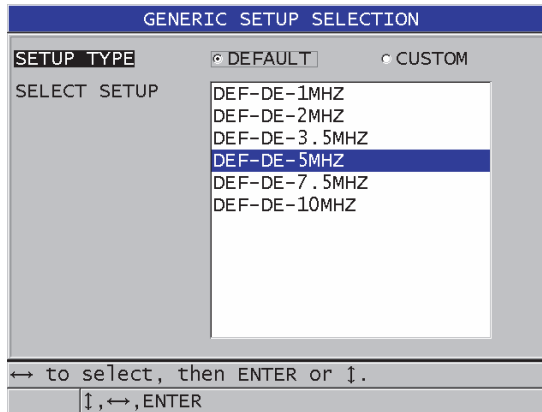 GENERIC SETUP SELECTION
SETUP TYPE DEFAULT CUSTOM
SELECT SETUP
DEF-DE-1MHZ
DEF-DE-2MHZ
DEF-DE-3.5MHZ
DEF-DE-5MHZ
DEF-DE-7.5MHZ
DEF-DE-10MHZ
↔ to select, then ENTER or ↕.
↕,↔,ENTER